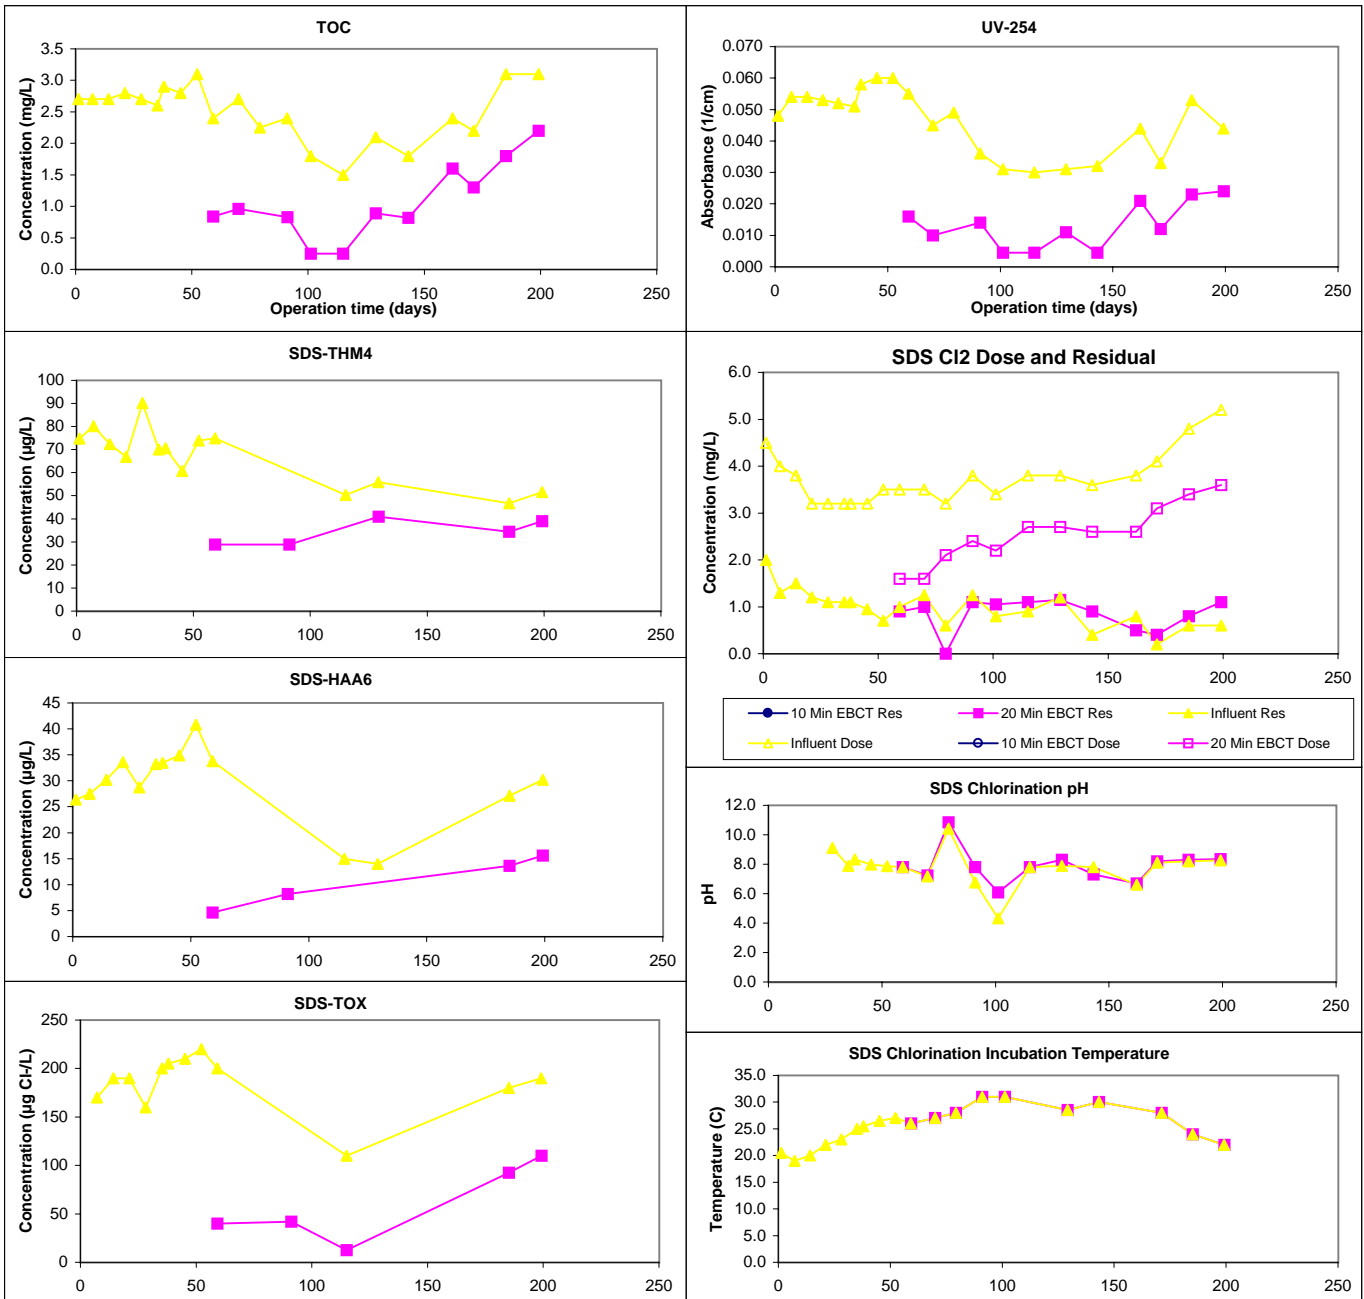 TOC
Concentration (mg/L)
3.5
3.0
2.5
2.0
1.5
1.0
0.5
0.0
0 50 100 150 200 250
Operation time (days)
UV-254
Absorbance (1/cm)
0.070
0.060
0.050
0.040
0.030
0.020
0.010
0.000
0 50 100 150 200 250
Operation time (days)
SDS-THM4
Concentration (µg/L)
100
90
80
70
60
50
40
30
20
10
0
0 50 100 150 200 250
SDS Cl2 Dose and Residual
Concentration (mg/L)
6.0
5.0
4.0
3.0
2.0
1.0
0.0
0 50 100 150 200 250
10 Min EBCT Res 20 Min EBCT Res Influent Res
Influent Dose 10 Min EBCT Dose 20 Min EBCT Dose
SDS-HAA6
Concentration (µg/L)
45
40
35
30
25
20
15
10
5
0
0 50 100 150 200 250
SDS Chlorination pH
pH
12.0
10.0
8.0
6.0
4.0
2.0
0.0
0 50 100 150 200 250
SDS-TOX
Concentration (µg Cl-/L)
250
200
150
100
50
0
0 50 100 150 200 250
SDS Chlorination Incubation Temperature
Temperature (C)
35.0
30.0
25.0
20.0
15.0
10.0
5.0
0.0
0 50 100 150 200 250